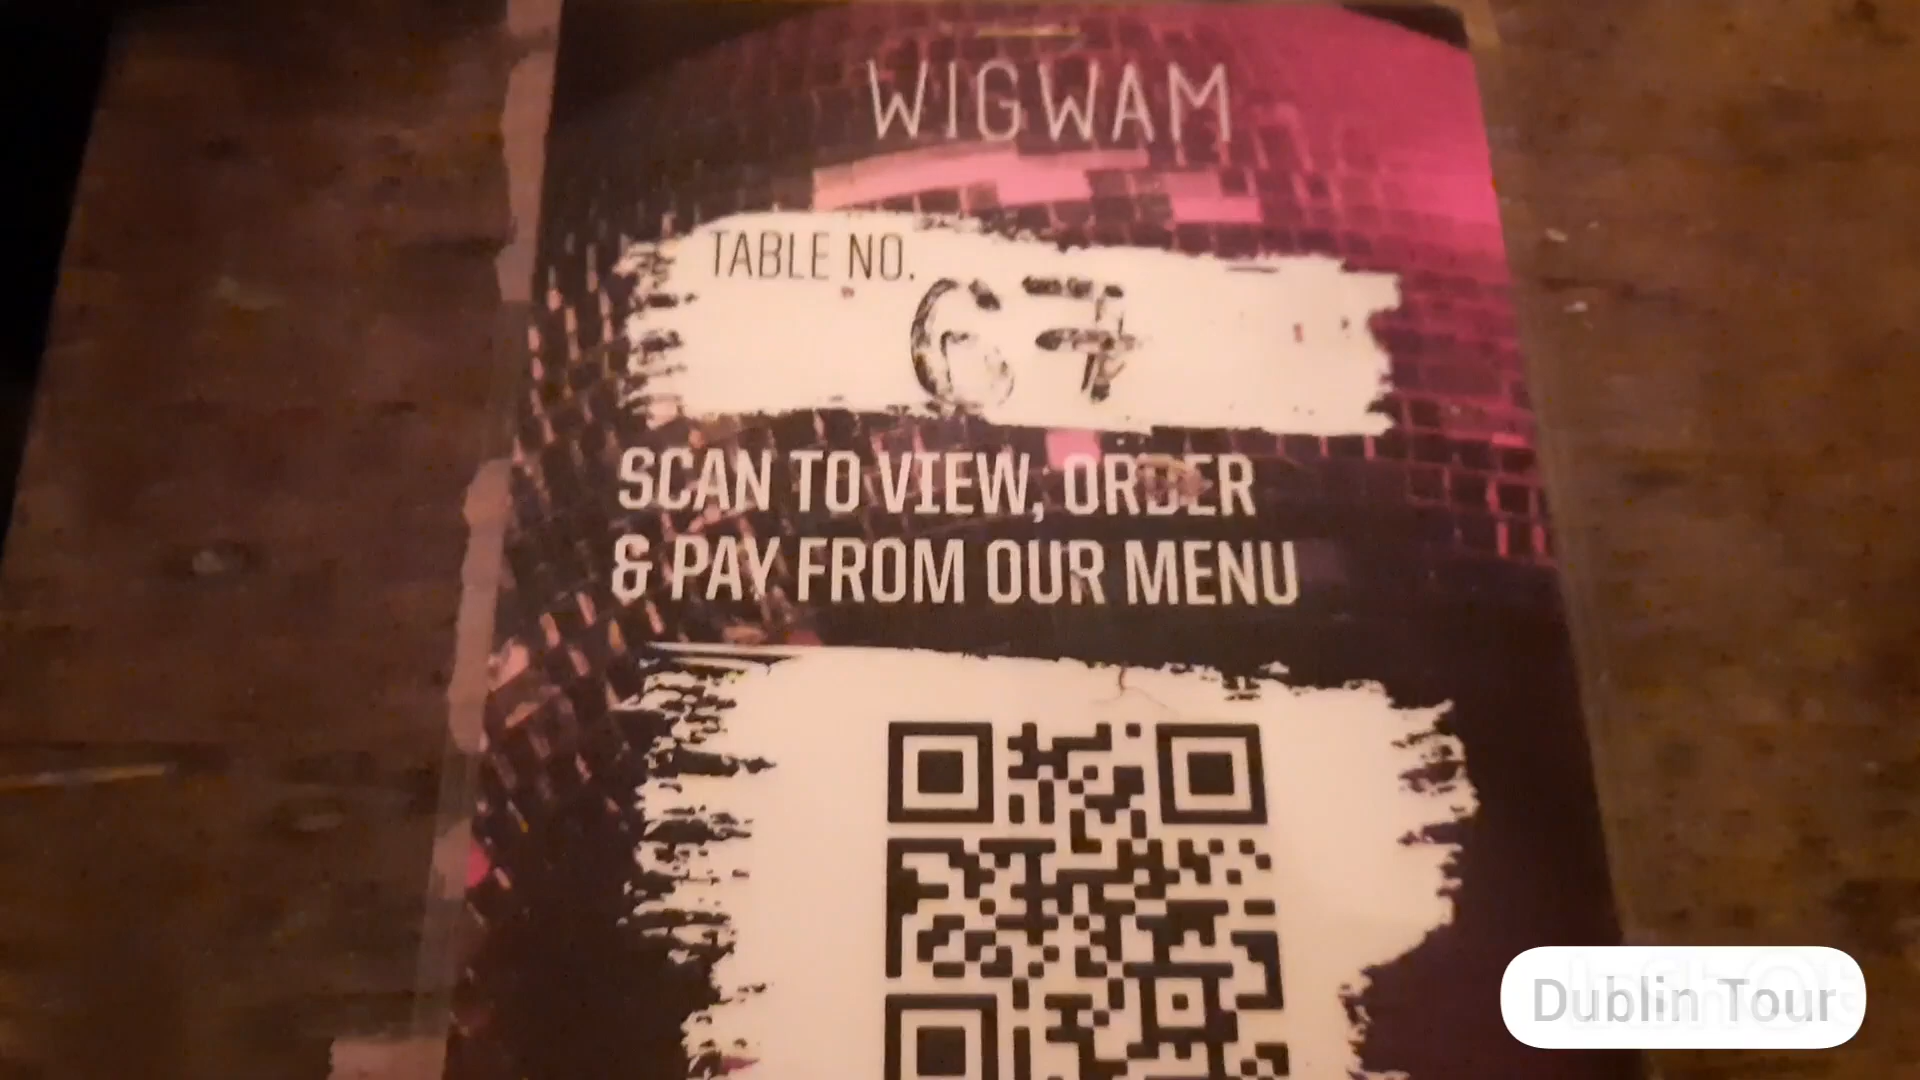 WIGWAM
TABLE NO.
67
SCAN TO VIEW, ORDER
& PAY FROM OUR MENU
Dublin Tour